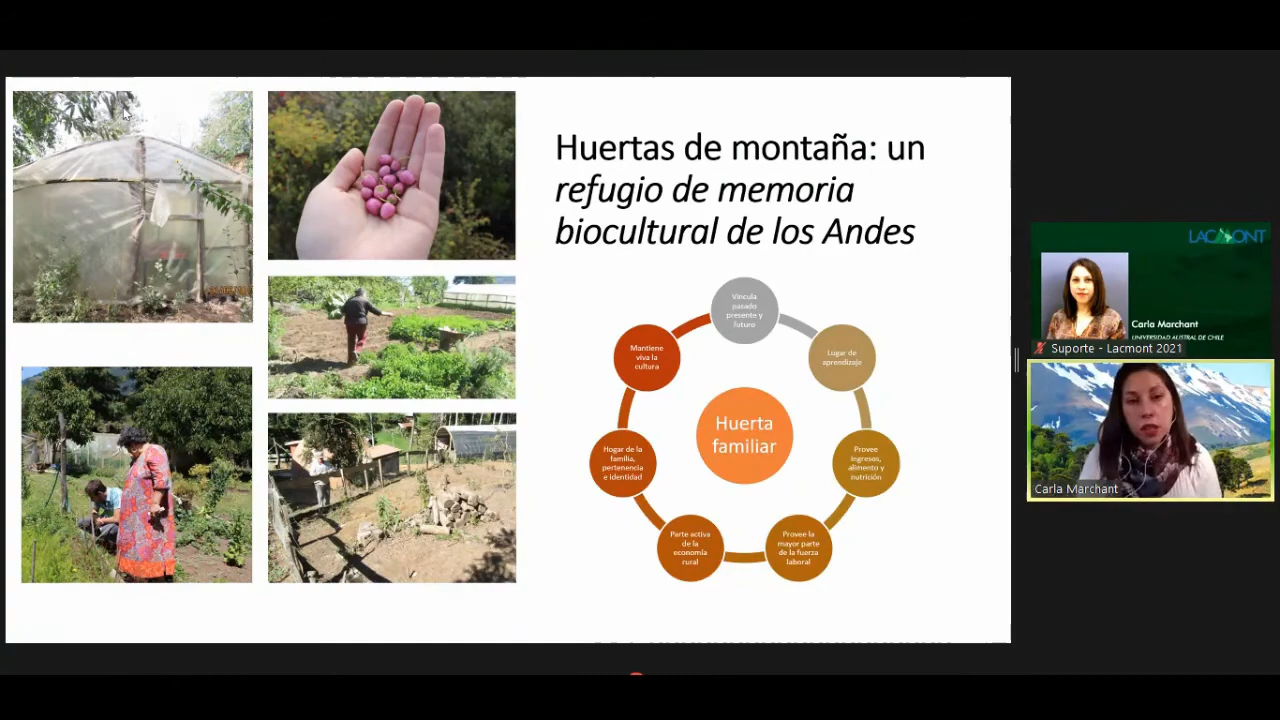 Huertas de montaña: un
refugio de memoria
biocultural de los Andes
Vincula
pasado
presente y
futuro
Lugar de
aprendizaje
Provee
ingresos,
alimento y
nutrición
Provee la
mayor parte
de la fuerza
laboral
Parte activa
de la
economía
rural
Hogar de la
familia,
pertenencia
e identidad
Mantiene
viva la
cultura
Huerta
familiar
LACMONT
Carla Marchant
UNIVERSIDAD AUSTRAL DE CHILE
Suporte - Lacmont 2021
Carla Marchant